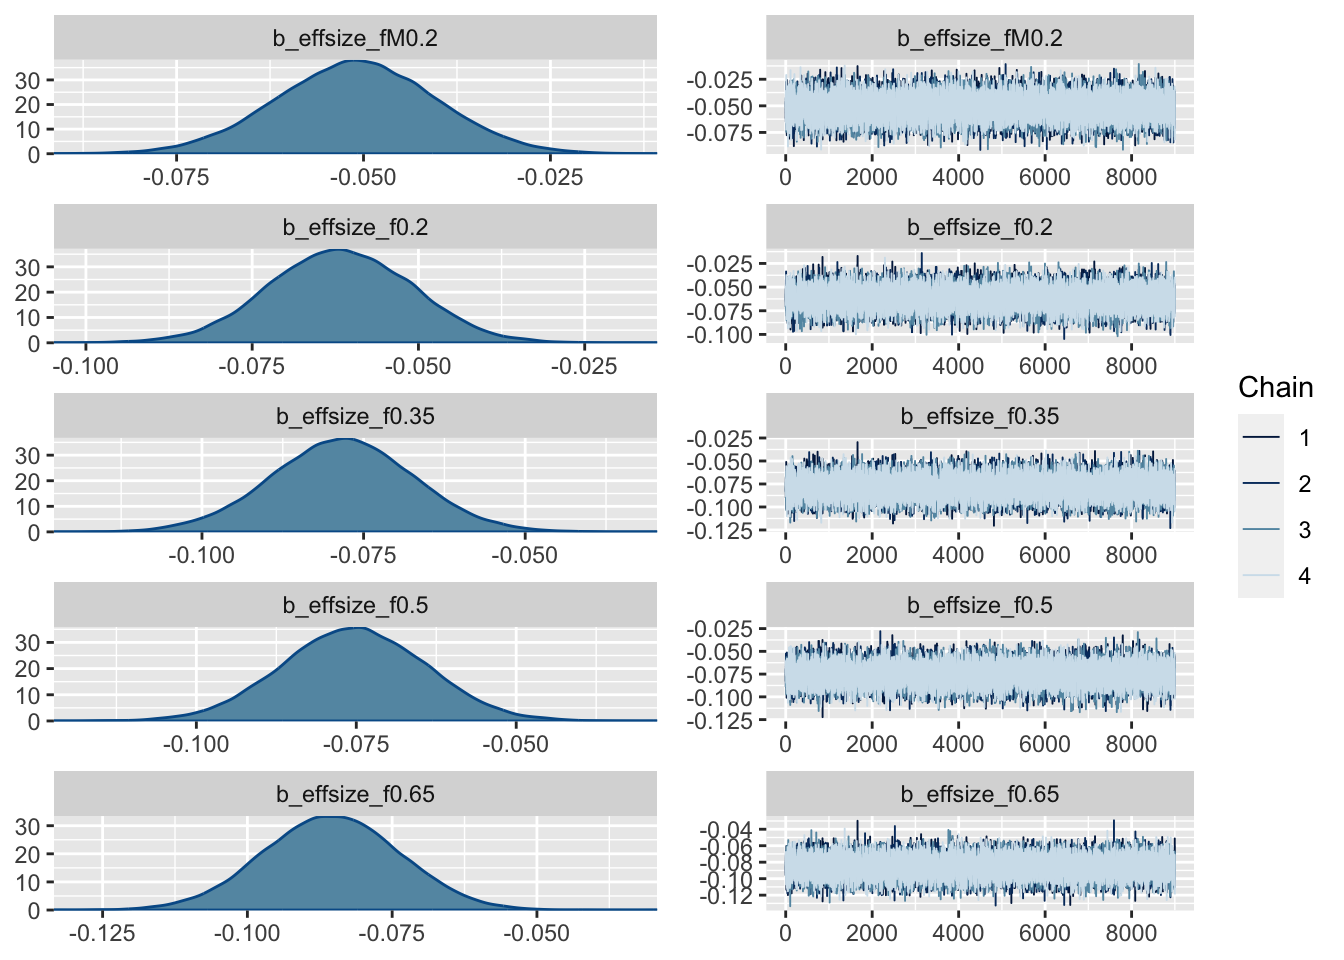 b_effsize_fM0.2
30
20
10
0
-0.075 -0.050 -0.025
b_effsize_fM0.2
-0.025
-0.050
-0.075
0 2000 4000 6000 8000
b_effsize_f0.2
30
20
10
0
-0.100 -0.075 -0.050 -0.025
b_effsize_f0.2
-0.025
-0.050
-0.075
-0.100
0 2000 4000 6000 8000
b_effsize_f0.35
30
20
10
0
-0.100 -0.075 -0.050
b_effsize_f0.35
-0.025
-0.050
-0.075
-0.100
-0.125
0 2000 4000 6000 8000
b_effsize_f0.5
30
20
10
0
-0.100 -0.075 -0.050
b_effsize_f0.5
-0.025
-0.050
-0.075
-0.100
-0.125
0 2000 4000 6000 8000
b_effsize_f0.65
30
20
10
0
-0.125 -0.100 -0.075 -0.050
b_effsize_f0.65
-0.04
-0.06
-0.08
-0.10
-0.12
0 2000 4000 6000 8000
Chain
1
2
3
4